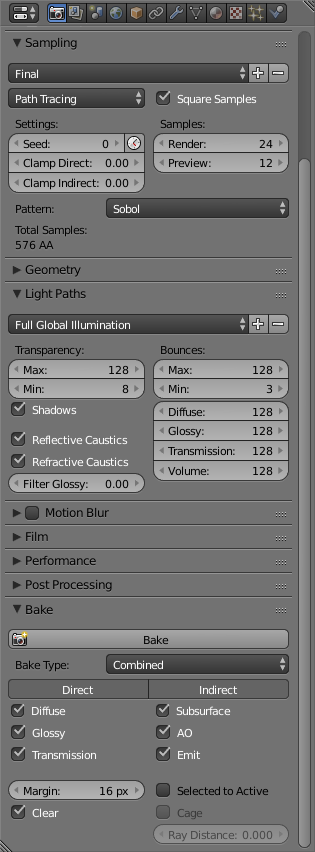 Sampling
Final
Path Tracing Square Samples
Settings: Samples:
Seed: 0 Render: 24
Clamp Direct: 0.00 Preview: 12
Clamp Indirect: 0.00
Pattern: Sobol
Total Samples:
576 AA
Geometry
Light Paths
Full Global Illumination
Transparency: Bounces:
Max: 128 Max: 128
Min: 8 Min: 3
Shadows Diffuse: 128
Glossy: 128
Reflective Caustics Transmission: 128
Refractive Caustics Volume: 128
Filter Glossy: 0.00
Motion Blur
Film
Performance
Post Processing
Bake
Bake
Bake Type: Combined
Direct Indirect
Diffuse Subsurface
Glossy AO
Transmission Emit
Margin: 16 px Selected to Active
Clear Cage
Ray Distance: 0.000